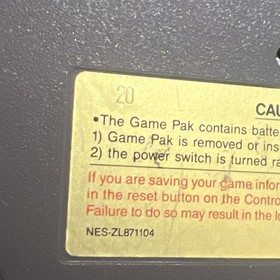 20
CAU
•The Game Pak contains batte
1) Game Pak is removed or ins
2) the power switch is turned ra
If you are saving your game infor
in the reset button on the Contro
Failure to do so may result in the lo
NES-ZL871104